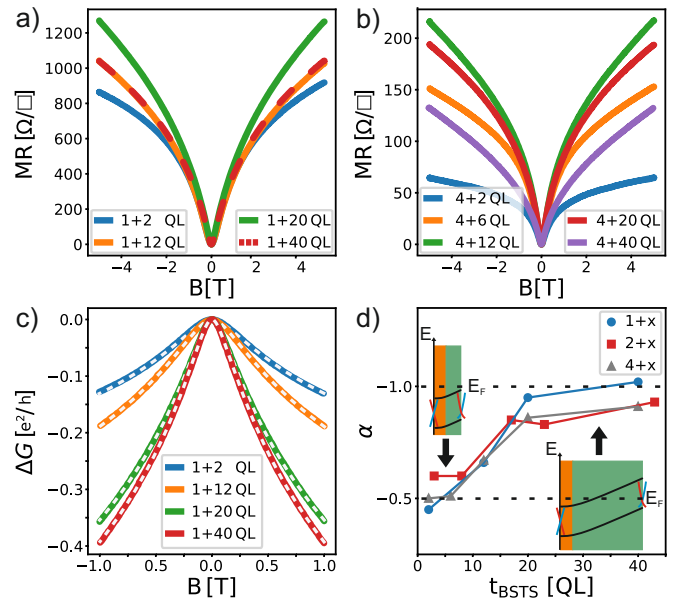 a)
MR [Ω/□]
1200
1000
800
600
400
200
0
1+2 QL
1+12 QL
1+20 QL
1+40 QL
−4 −2 0 2 4
B[T]
b)
MR [Ω/□]
200
150
100
50
0
4+2 QL
4+6 QL
4+12 QL
4+20 QL
4+40 QL
−4 −2 0 2 4
B[T]
c)
ΔG [e²/h]
0.0
−0.1
−0.2
−0.3
−0.4
1+2 QL
1+12 QL
1+20 QL
1+40 QL
−1.0 −0.5 0.0 0.5 1.0
B[T]
d)
α
−1.0
−0.5
1+x
2+x
4+x
E
E_F
E
E_F
0 10 20 30 40
t_BSTS [QL]